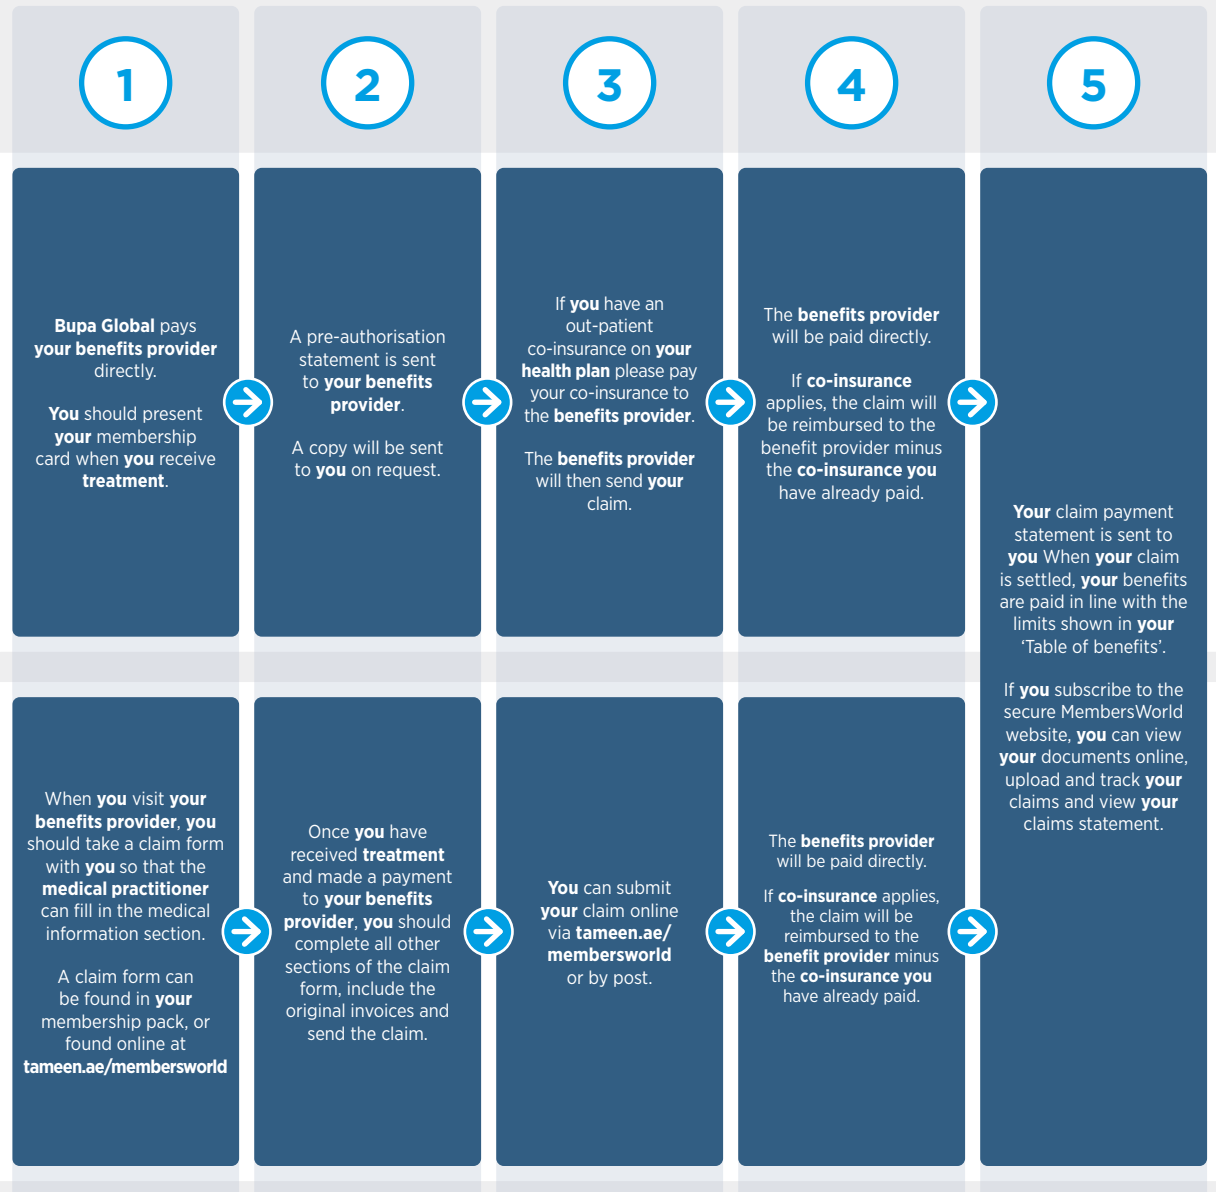 1
2
3
4
5
Bupa Global pays
your benefits provider
directly.
You should present
your membership
card when you receive
treatment.
A pre-authorisation
statement is sent
to your benefits
provider.
A copy will be sent
to you on request.
If you have an
out-patient
co-insurance on your
health plan please pay
your co-insurance to
the benefits provider.
The benefits provider
will then send your
claim.
The benefits provider
will be paid directly.
If co-insurance
applies, the claim will
be reimbursed to the
benefit provider minus
the co-insurance you
have already paid.
When you visit your
benefits provider, you
should take a claim form
with you so that the
medical practitioner
can fill in the medical
information section.
A claim form can
be found in your
membership pack, or
found online at
tameen.ae/membersworld
Once you have
received treatment
and made a payment
to your benefits
provider, you should
complete all other
sections of the claim
form, include the
original invoices and
send the claim.
You can submit
your claim online
via tameen.ae/
membersworld
or by post.
The benefits provider
will be paid directly.
If co-insurance applies,
the claim will be
reimbursed to the
benefit provider minus
the co-insurance you
have already paid.
Your claim payment
statement is sent to
you When your claim
is settled, your benefits
are paid in line with the
limits shown in your
‘Table of benefits’.
If you subscribe to the
secure MembersWorld
website, you can view
your documents online,
upload and track your
claims and view your
claims statement.